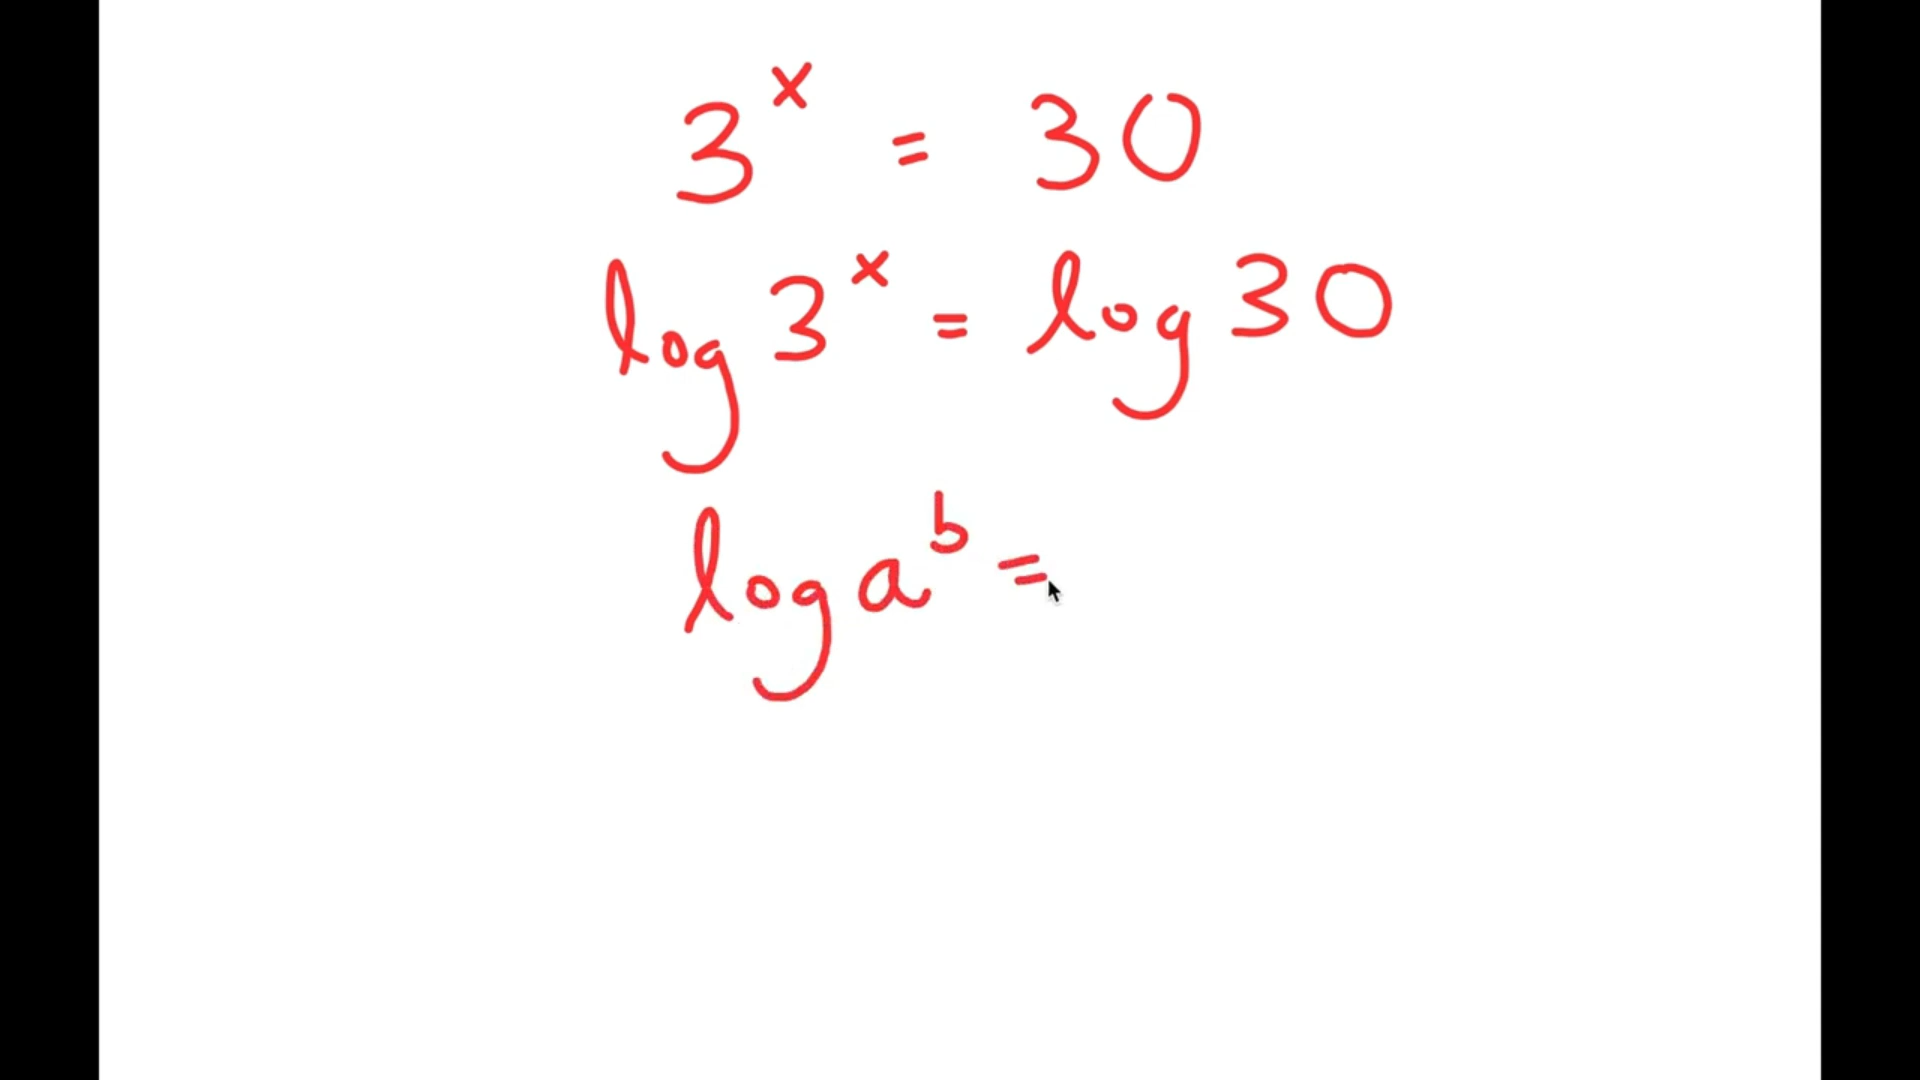 3^x = 30
log 3^x = log 30
log a^b =